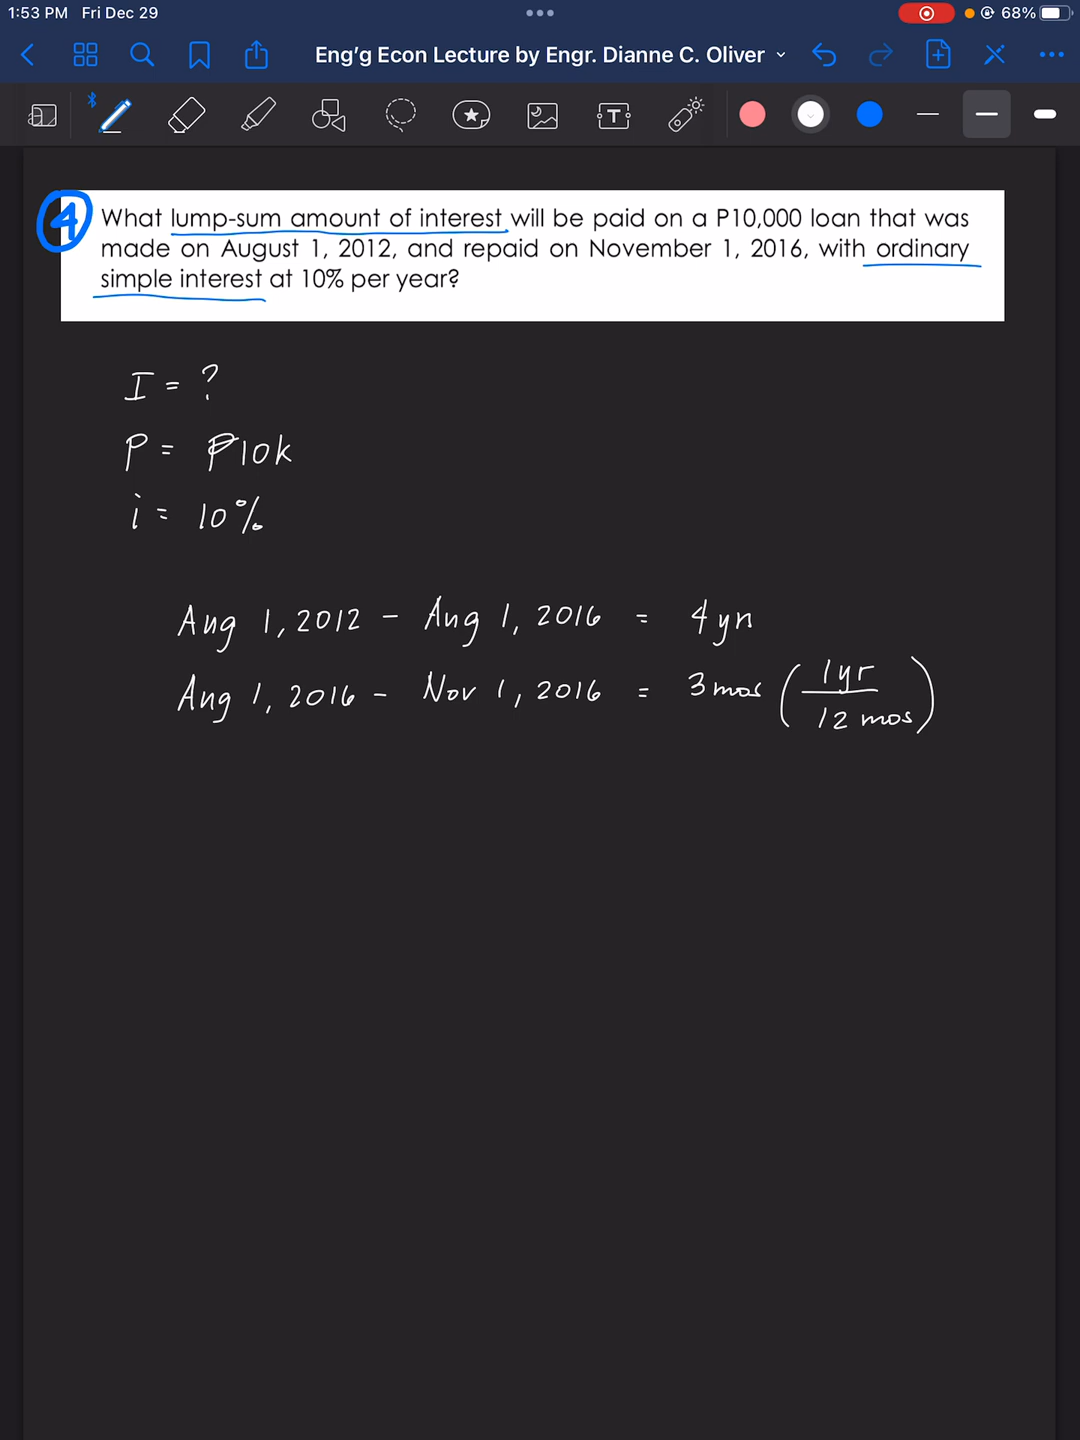 1:53 PM Fri Dec 29
68%
Eng'g Econ Lecture by Engr. Dianne C. Oliver
T
4
What lump-sum amount of interest will be paid on a P10,000 loan that was
made on August 1, 2012, and repaid on November 1, 2016, with ordinary
simple interest at 10% per year?
I = ?
P = ₱10k
i = 10%
Aug 1, 2012 - Aug 1, 2016 = 4 yrs
Aug 1, 2016 - Nov 1, 2016 = 3 mos (1yr / 12 mos)